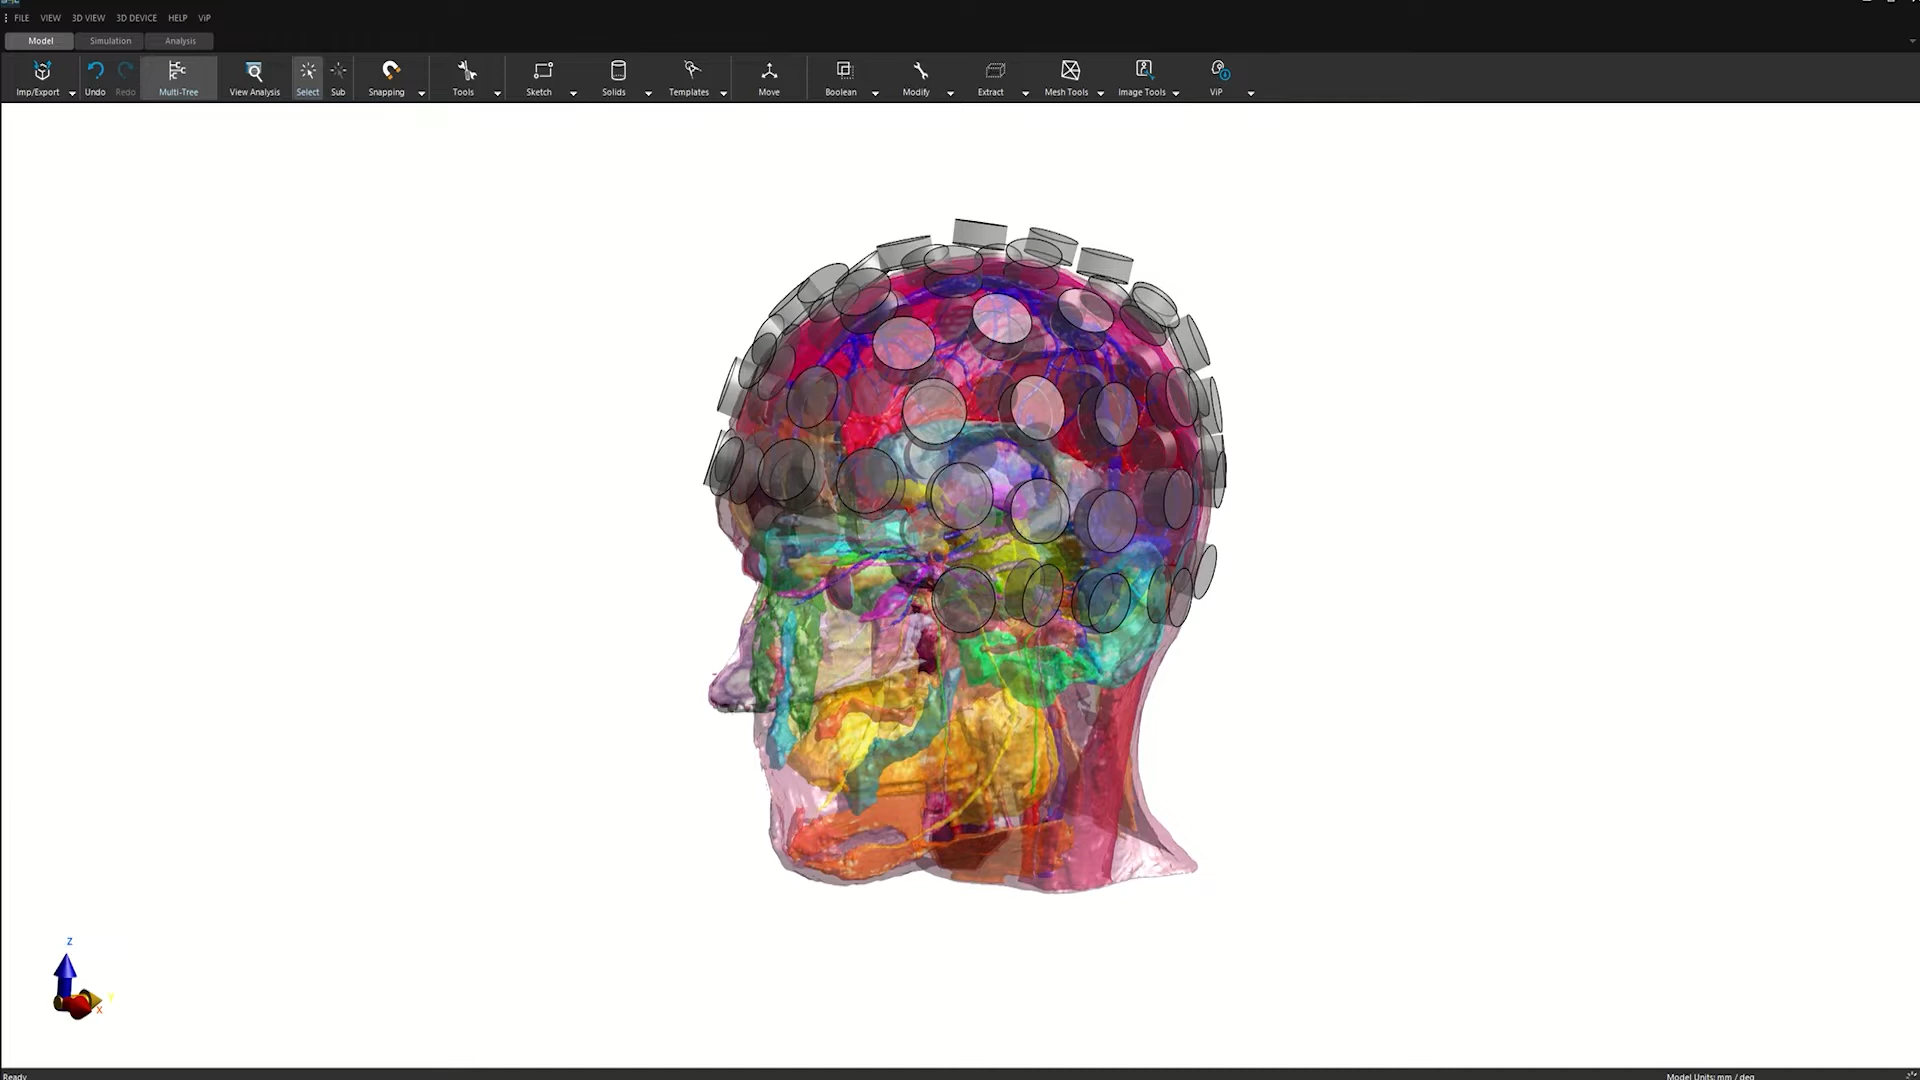 FILE VIEW 3D VIEW 3D DEVICE HELP ViP
Model Simulation Analysis
Imp/Export Undo Redo Multi-Tree View Analysis Select Sub Snapping Tools Sketch Solids Templates Move Boolean Modify Extract Mesh Tools Image Tools ViP
Z
Y
X
Ready Model Units: mm / deg